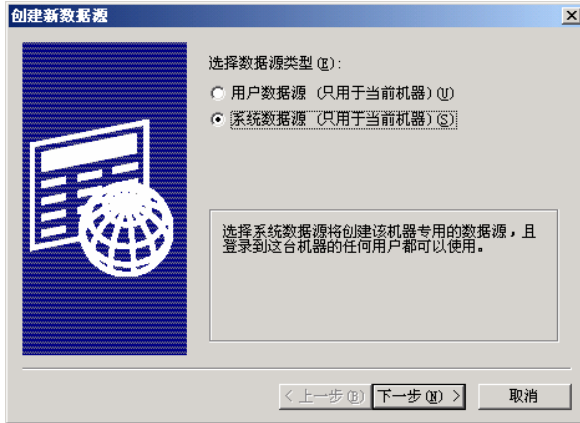 创建新数据源
选择数据源类型(E):
用户数据源 (只用于当前机器)(U)
系统数据源 (只用于当前机器)(S)
选择系统数据源将创建该机器专用的数据源，且
登录到这台机器的任何用户都可以使用。
< 上一步(B) 下一步(N) > 取消